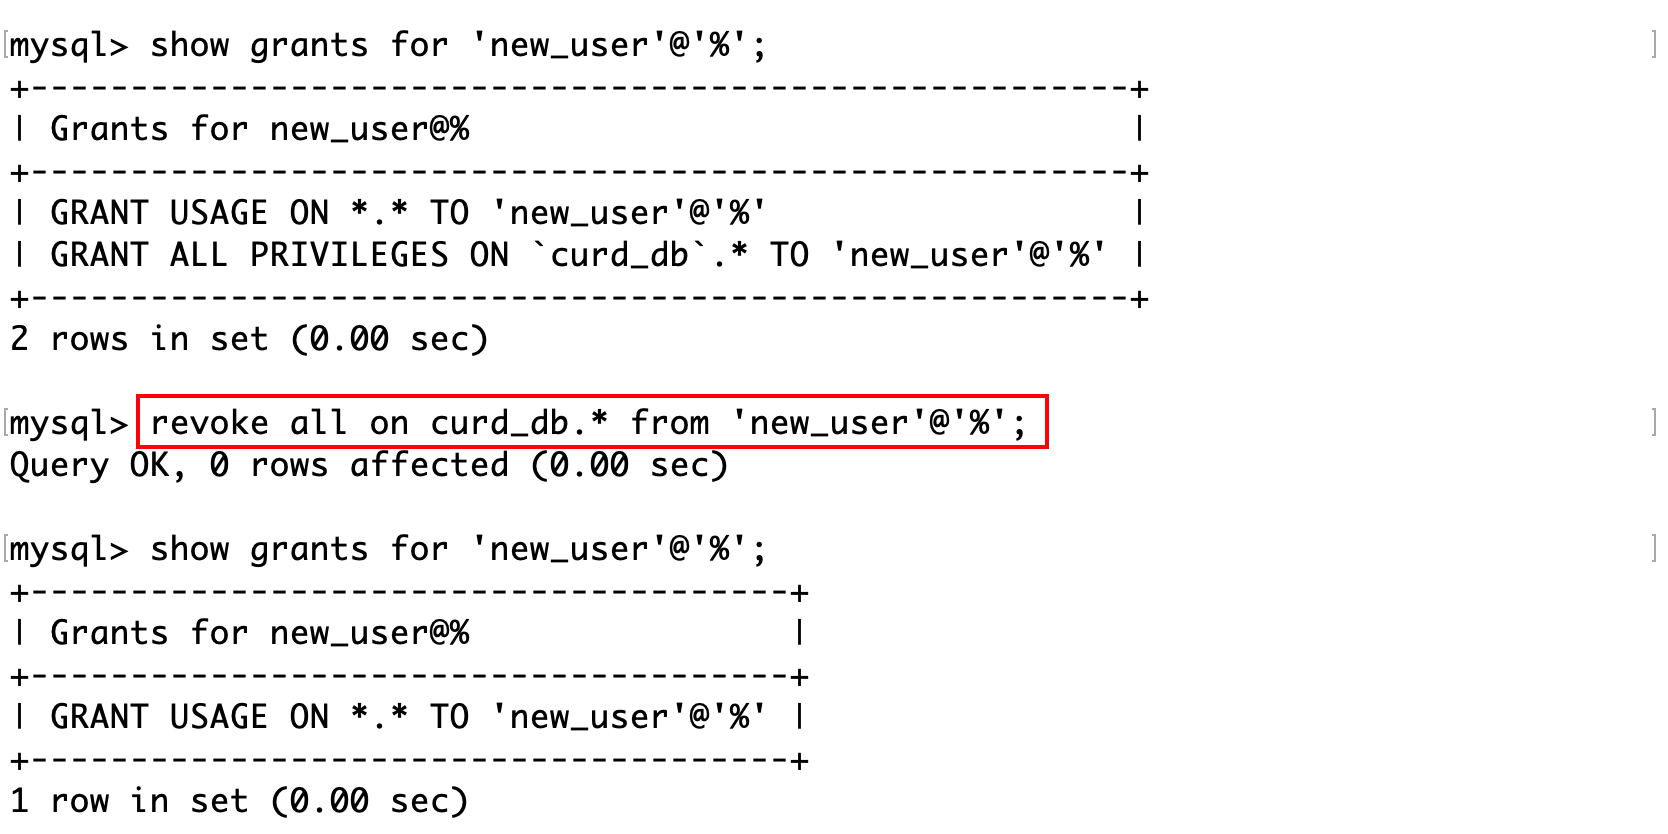 mysql> show grants for 'new_user'@'%';
+-------------------------------------------------------+
| Grants for new_user@%                                 |
+-------------------------------------------------------+
| GRANT USAGE ON *.* TO 'new_user'@'%'                  |
| GRANT ALL PRIVILEGES ON `curd_db`.* TO 'new_user'@'%' |
+-------------------------------------------------------+
2 rows in set (0.00 sec)
mysql> revoke all on curd_db.* from 'new_user'@'%';
Query OK, 0 rows affected (0.00 sec)
mysql> show grants for 'new_user'@'%';
+--------------------------------------+
| Grants for new_user@%                |
+--------------------------------------+
| GRANT USAGE ON *.* TO 'new_user'@'%' |
+--------------------------------------+
1 row in set (0.00 sec)